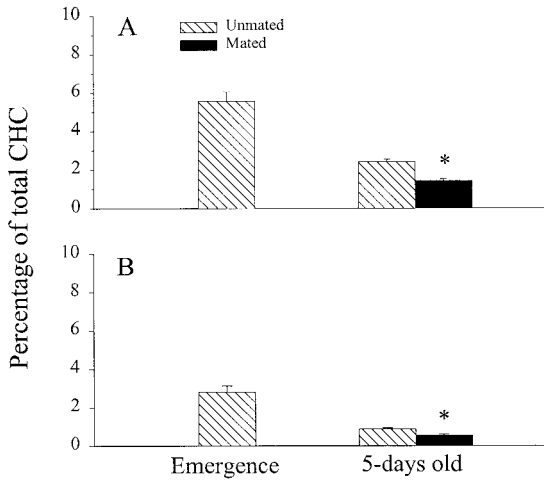 A
Unmated
Mated
10
8
6
4
2
0
*
Percentage of total CHC
B
10
8
6
4
2
0
*
Emergence
5-days old